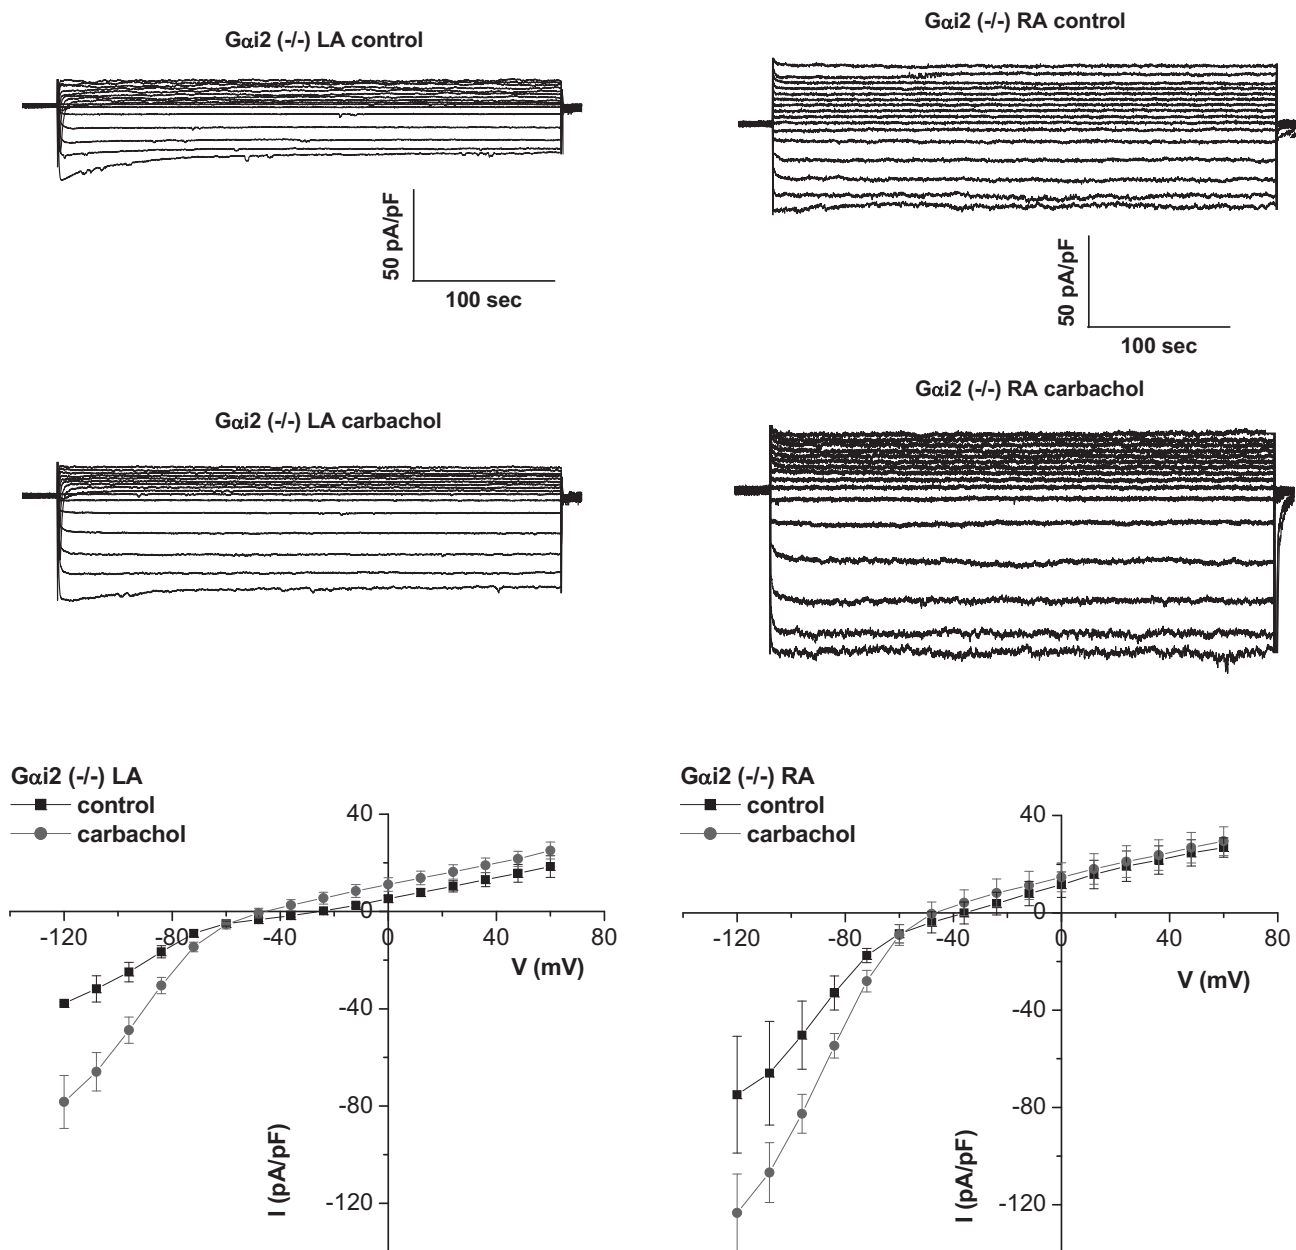 Gαi2 (-/-) LA control
50 pA/pF
100 sec
Gαi2 (-/-) RA control
50 pA/pF
100 sec
Gαi2 (-/-) LA carbachol
Gαi2 (-/-) RA carbachol
Gαi2 (-/-) LA
control
carbachol
40
0
-120
-80
-40
0
40
80
V (mV)
-40
-80
-120
I (pA/pF)
Gαi2 (-/-) RA
control
carbachol
40
0
-120
-80
-40
0
40
80
V (mV)
-40
-80
-120
I (pA/pF)